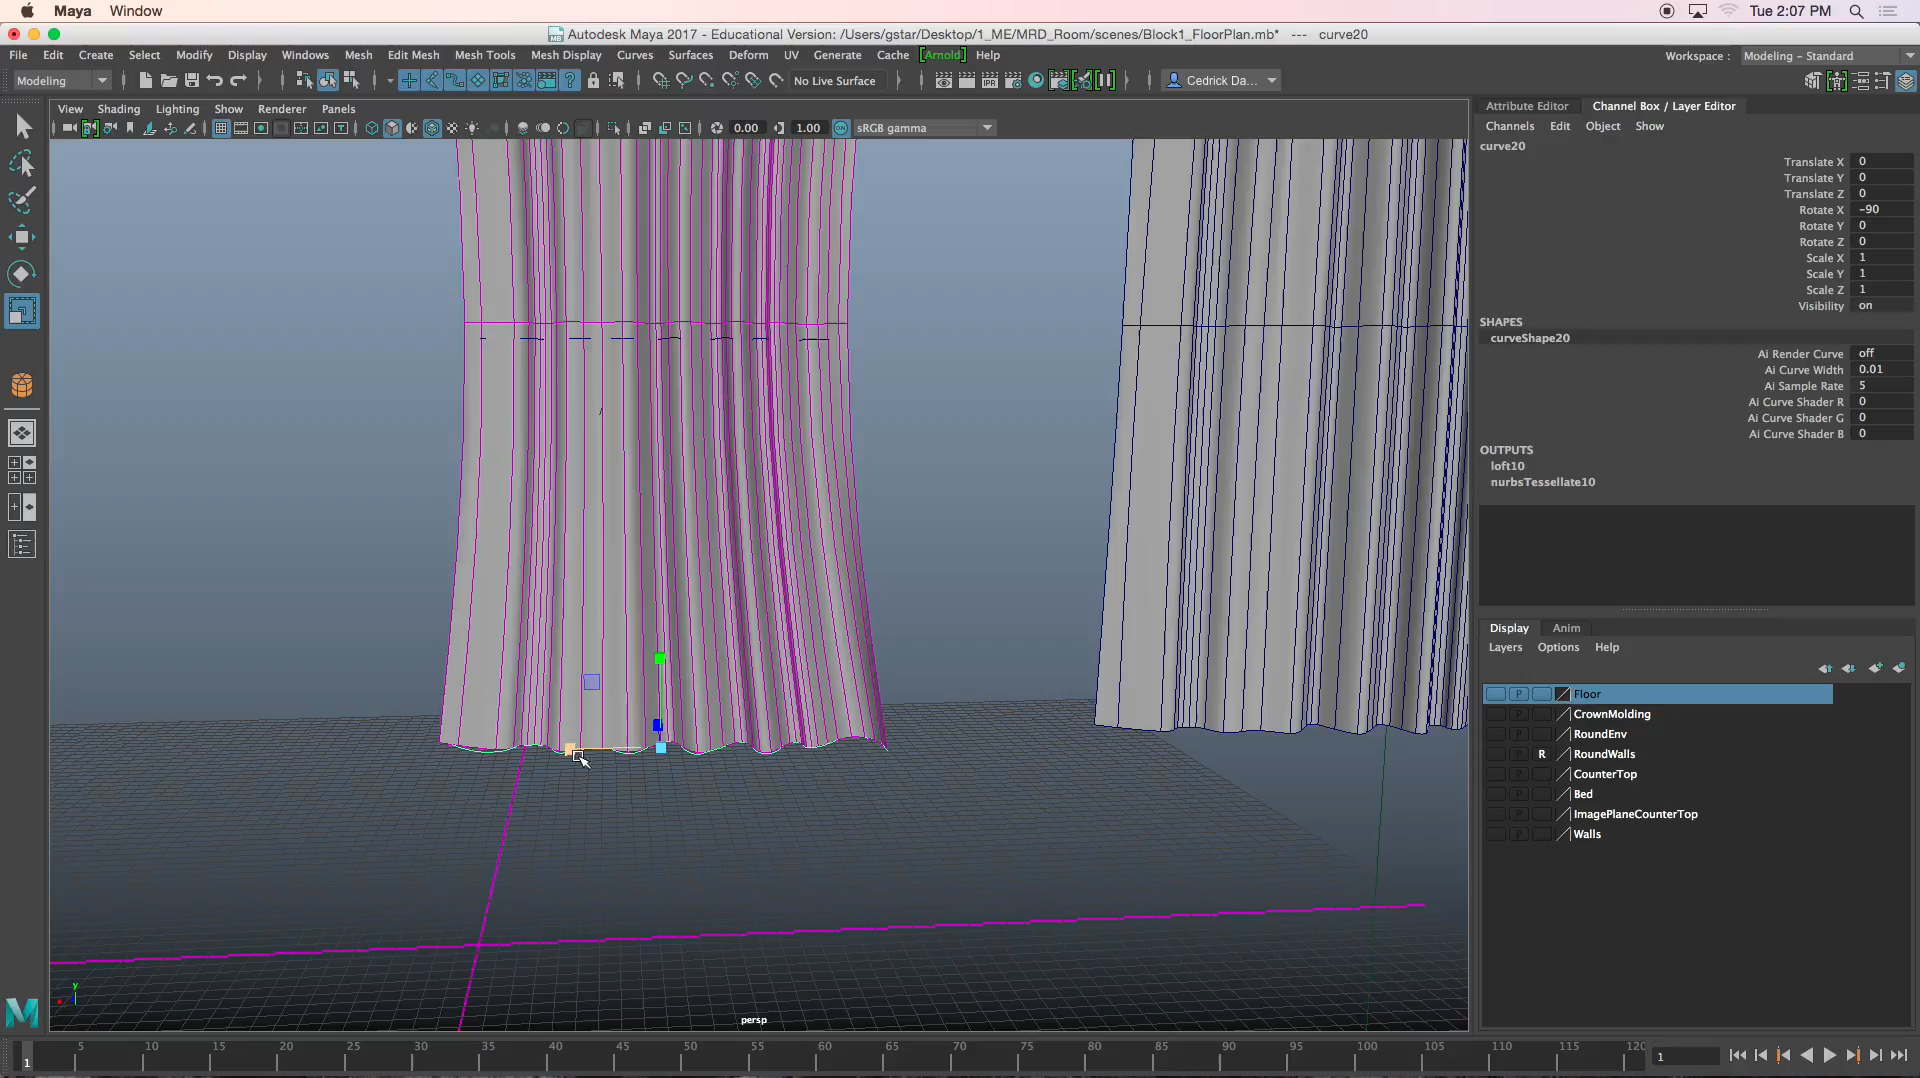 Maya Window Tue 2:07 PM
Autodesk Maya 2017 - Educational Version: /Users/gstar/Desktop/1_ME/MRD_Room/scenes/Block1_FloorPlan.mb* --- curve20
File Edit Create Select Modify Display Windows Mesh Edit Mesh Mesh Tools Mesh Display Curves Surfaces Deform UV Generate Cache [Arnold] Help Workspace : Modeling - Standard
Modeling No Live Surface Cedrick Da...
View Shading Lighting Show Renderer Panels
0.00 1.00 sRGB gamma
Attribute Editor Channel Box / Layer Editor
Channels Edit Object Show
curve20
Translate X 0
Translate Y 0
Translate Z 0
Rotate X -90
Rotate Y 0
Rotate Z 0
Scale X 1
Scale Y 1
Scale Z 1
Visibility on
SHAPES
curveShape20
Ai Render Curve off
Ai Curve Width 0.01
Ai Sample Rate 5
Ai Curve Shader R 0
Ai Curve Shader G 0
Ai Curve Shader B 0
OUTPUTS
loft10
nurbsTessellate10
Display Anim
Layers Options Help
P Floor
P CrownMolding
P RoundEnv
P R RoundWalls
P CounterTop
P Bed
P ImagePlaneCounterTop
P Walls
y
persp
5 10 15 20 25 30 35 40 45 50 55 60 65 70 75 80 85 90 95 100 105 110 115 120
1 1